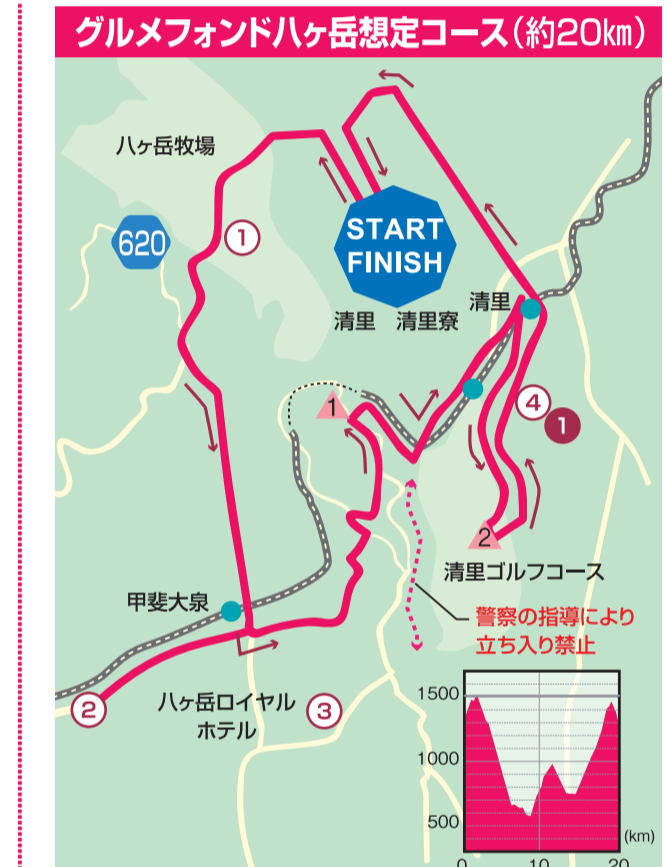 グルメフォンド八ヶ岳想定コース(約20㎞)
八ヶ岳牧場
620
①
START
FINISH
清里 清里寮
清里
1
④
❶
2
清里ゴルフコース
甲斐大泉
警察の指導により
立ち入り禁止
②
八ヶ岳ロイヤル
ホテル
③
1500
1000
500
(km)
0 10 20